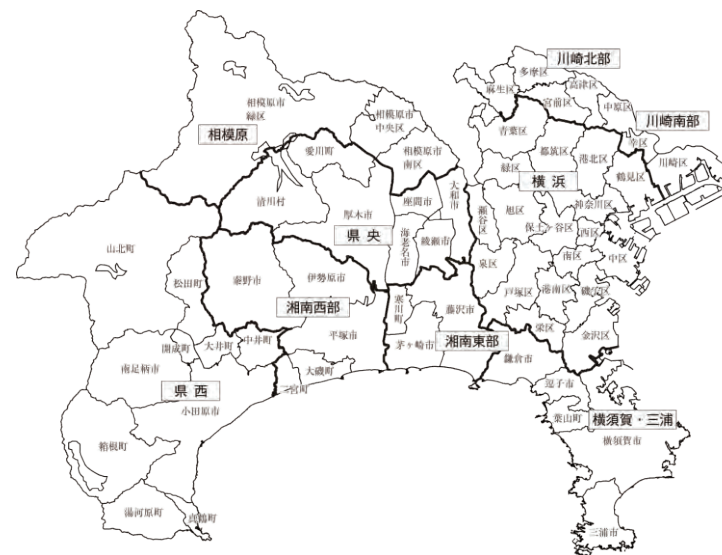 川崎北部
多摩区
麻生区
高津区
宮前区
中原区
川崎南部
幸区
川崎区
相模原市
緑区
相模原市
中央区
相模原
愛川町
相模原市
南区
青葉区
都筑区
港北区
鶴見区
緑区
横浜
清川村
厚木市
座間市
大和市
瀬谷区
旭区
神奈川区
保土ヶ谷区
西区
県央
海老名市
綾瀬市
山北町
泉区
南区
中区
秦野市
伊勢原市
松田町
戸塚区
港南区
磯子区
湘南西部
寒川町
藤沢市
栄区
金沢区
開成町
大井町
中井町
平塚市
茅ヶ崎市
湘南東部
鎌倉市
南足柄市
県西
大磯町
二宮町
逗子市
小田原市
葉山町
横須賀・三浦
横須賀市
箱根町
湯河原町
真鶴町
三浦市